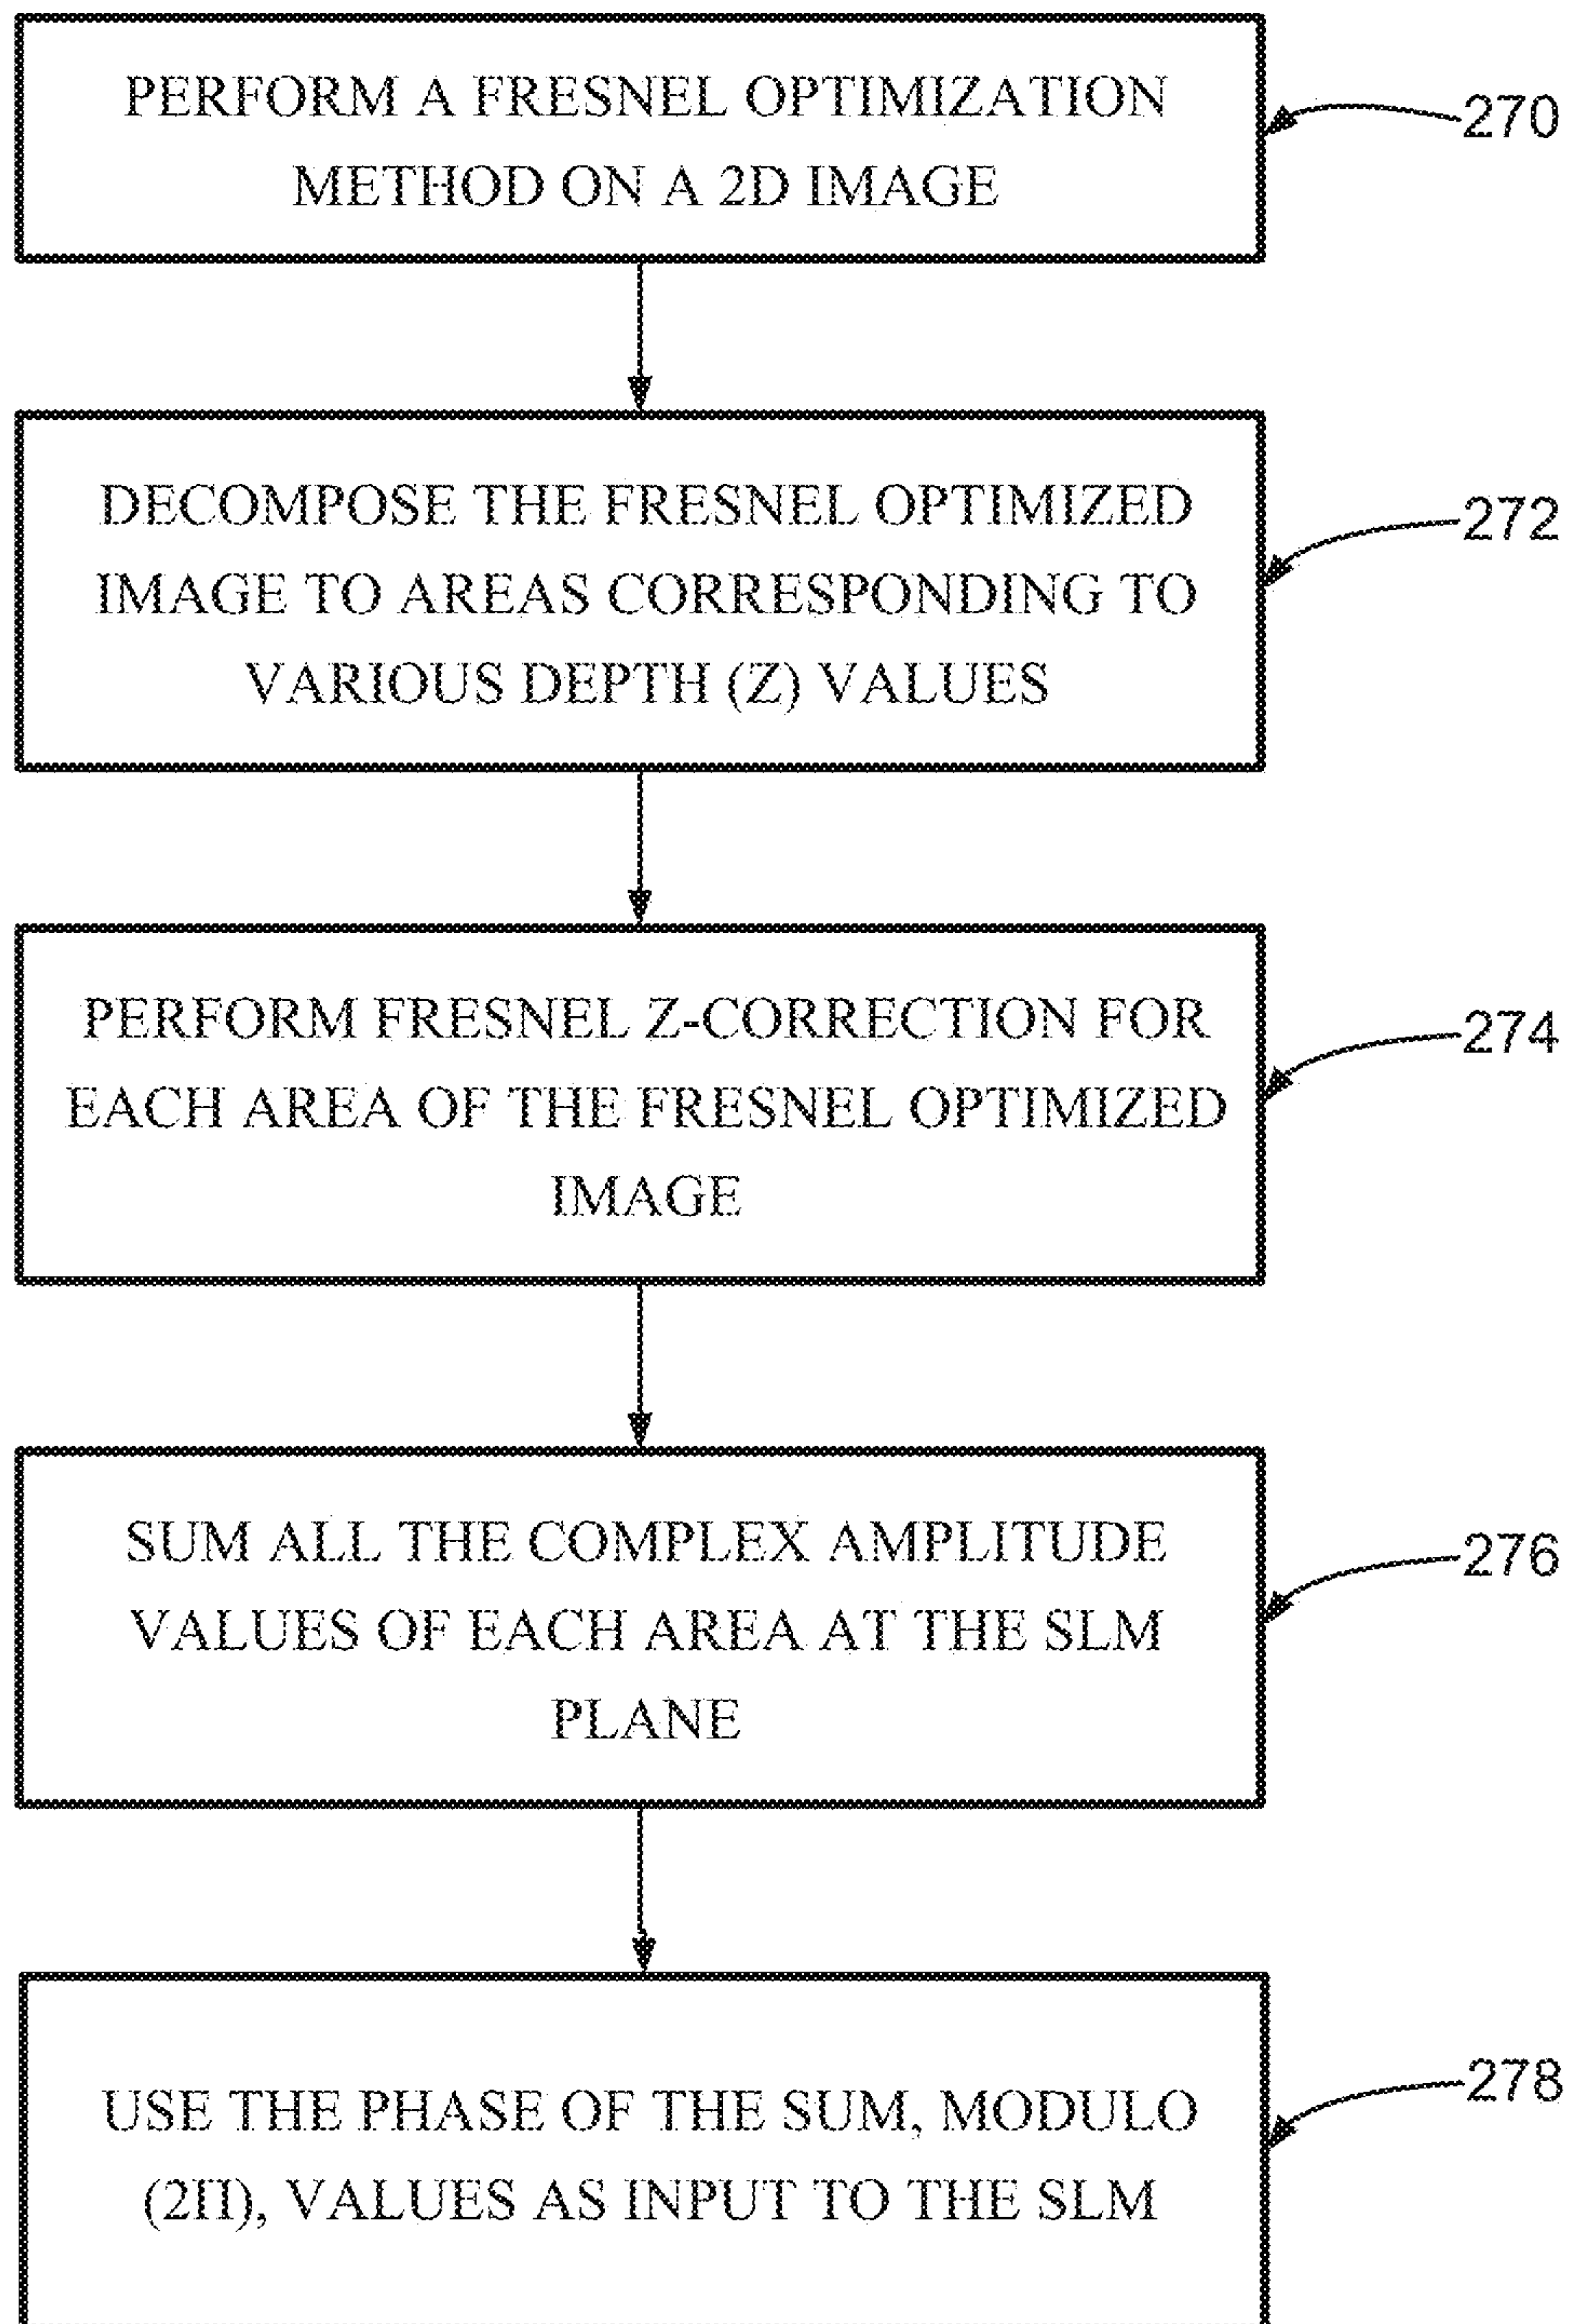 PERFORM A FRESNEL OPTIMIZATION
METHOD ON A 2D IMAGE
270
DECOMPOSE THE FRESNEL OPTIMIZED
IMAGE TO AREAS CORRESPONDING TO
VARIOUS DEPTH (Z) VALUES
272
PERFORM FRESNEL Z-CORRECTION FOR
EACH AREA OF THE FRESNEL OPTIMIZED
IMAGE
274
SUM ALL THE COMPLEX AMPLITUDE
VALUES OF EACH AREA AT THE SLM
PLANE
276
USE THE PHASE OF THE SUM, MODULO
(2Π), VALUES AS INPUT TO THE SLM
278